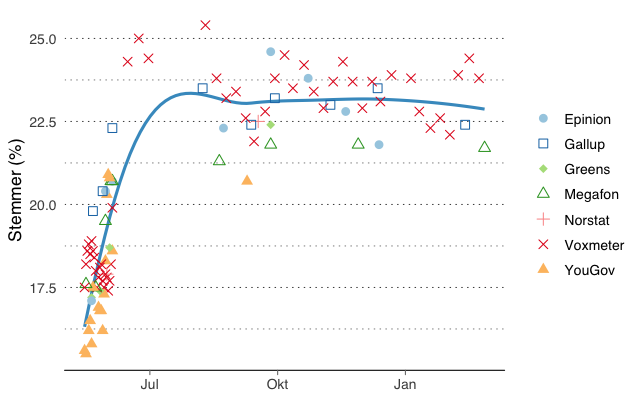 25.0
22.5
20.0
17.5
Stemmer (%)
Jul
Okt
Jan
Epinion
Gallup
Greens
Megafon
Norstat
Voxmeter
YouGov